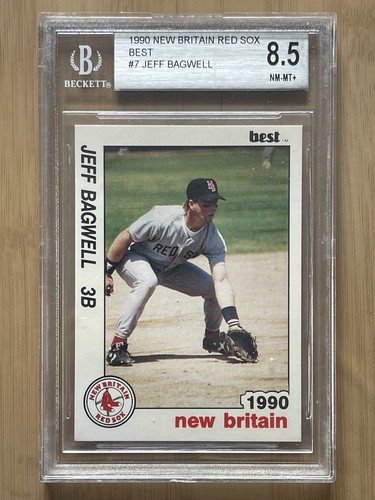 1990 NEW BRITAIN RED SOX
BEST
#7 JEFF BAGWELL
8.5
NM-MT+
B
BECKETT®
best
JEFF BAGWELL 3B
RED S
NEW BRITAIN
RED SOX
1990
new britain